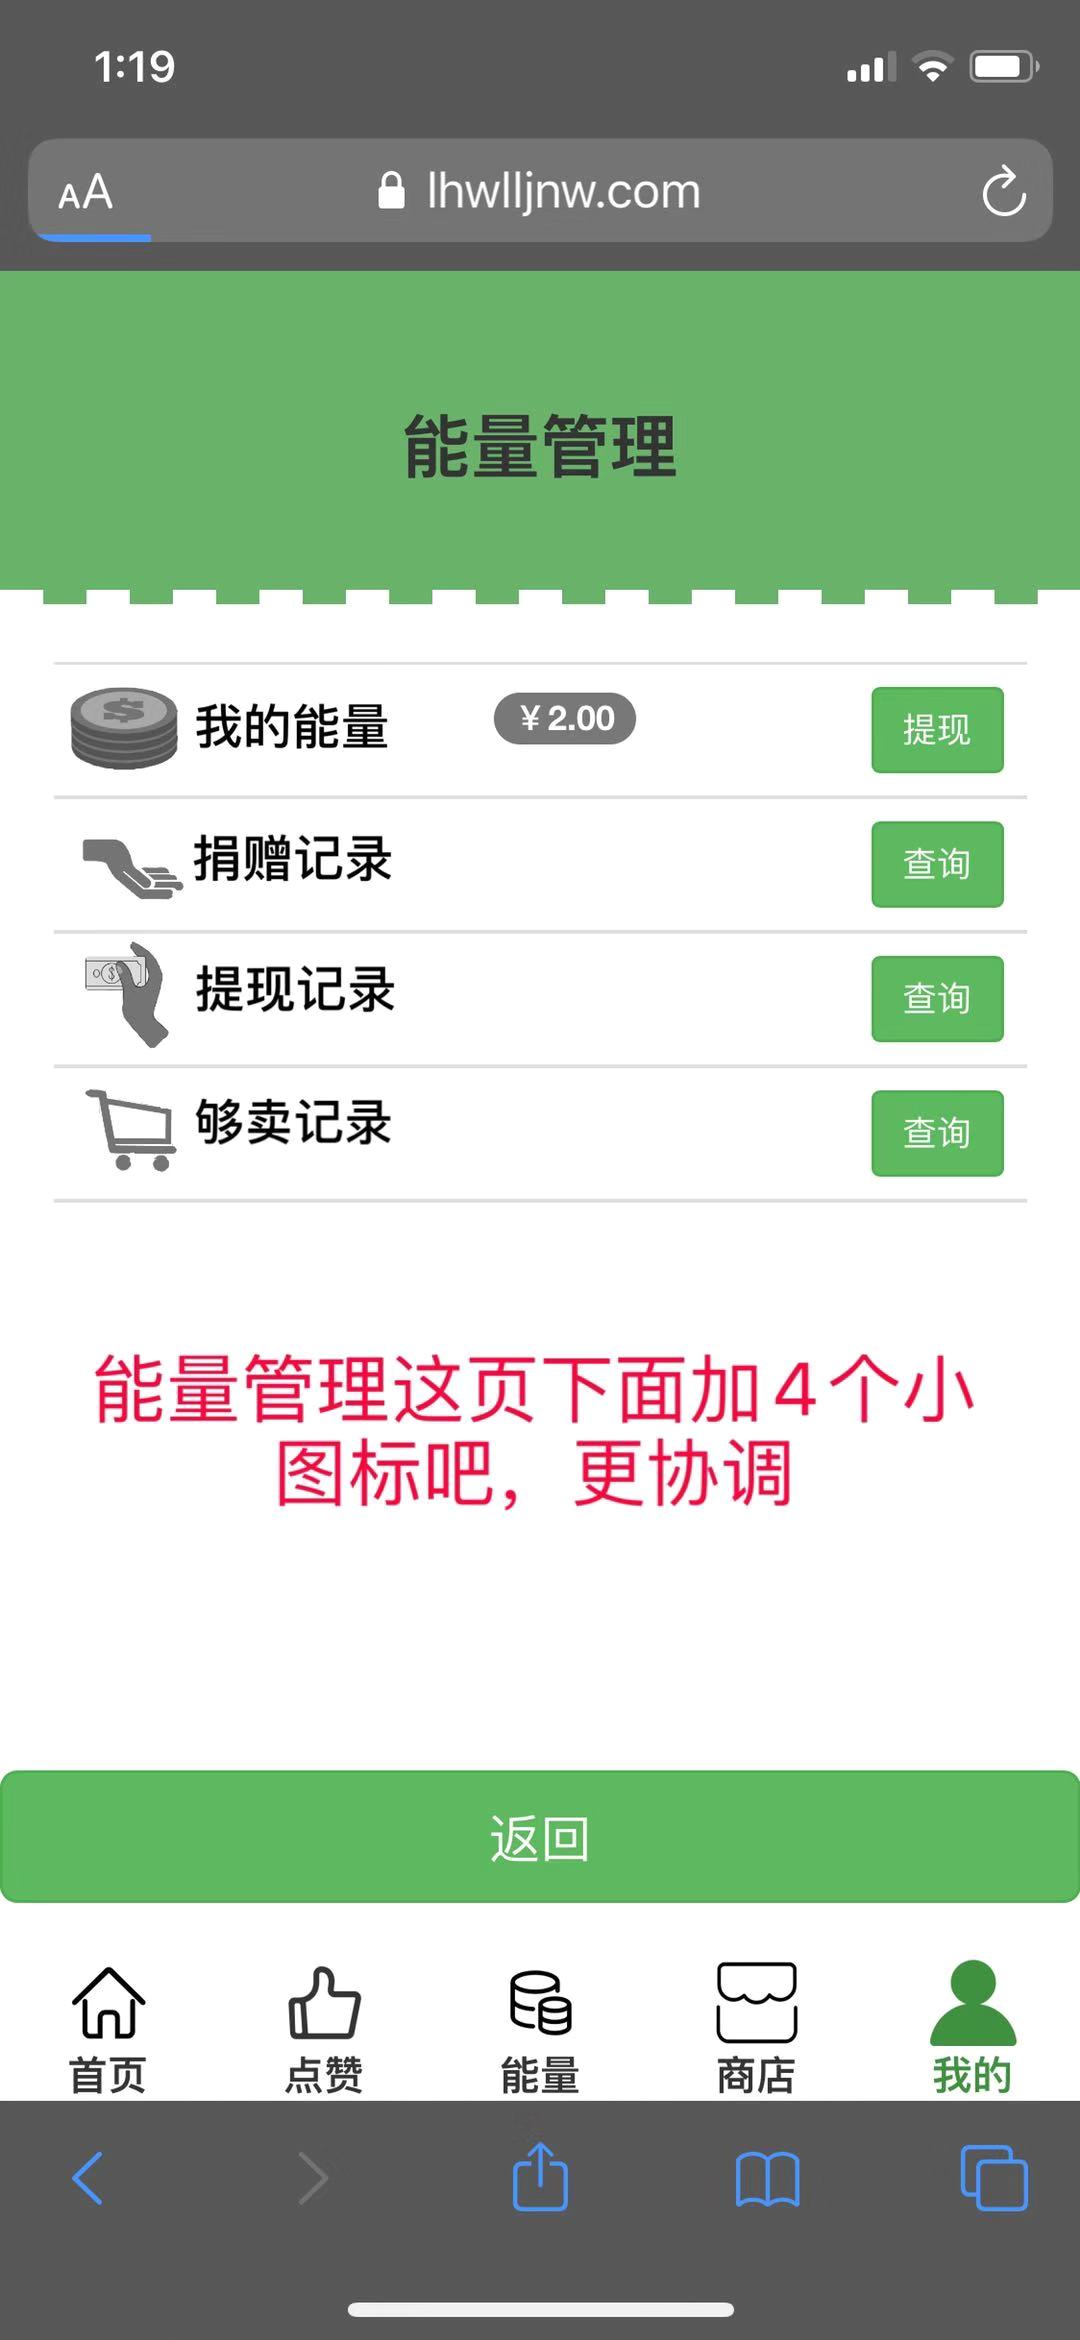 1:19
AA lhwlljnw.com
能量管理
我的能量 ¥2.00 提现
捐赠记录 查询
提现记录 查询
够卖记录 查询
能量管理这页下面加4个小
图标吧，更协调
返回
首页 点赞 能量 商店 我的